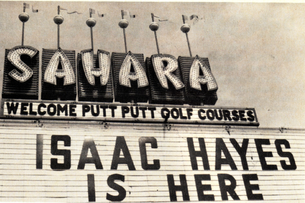 SAHARA
WELCOME PUTT PUTT GOLF COURSES
ISAAC HAYES
IS HERE